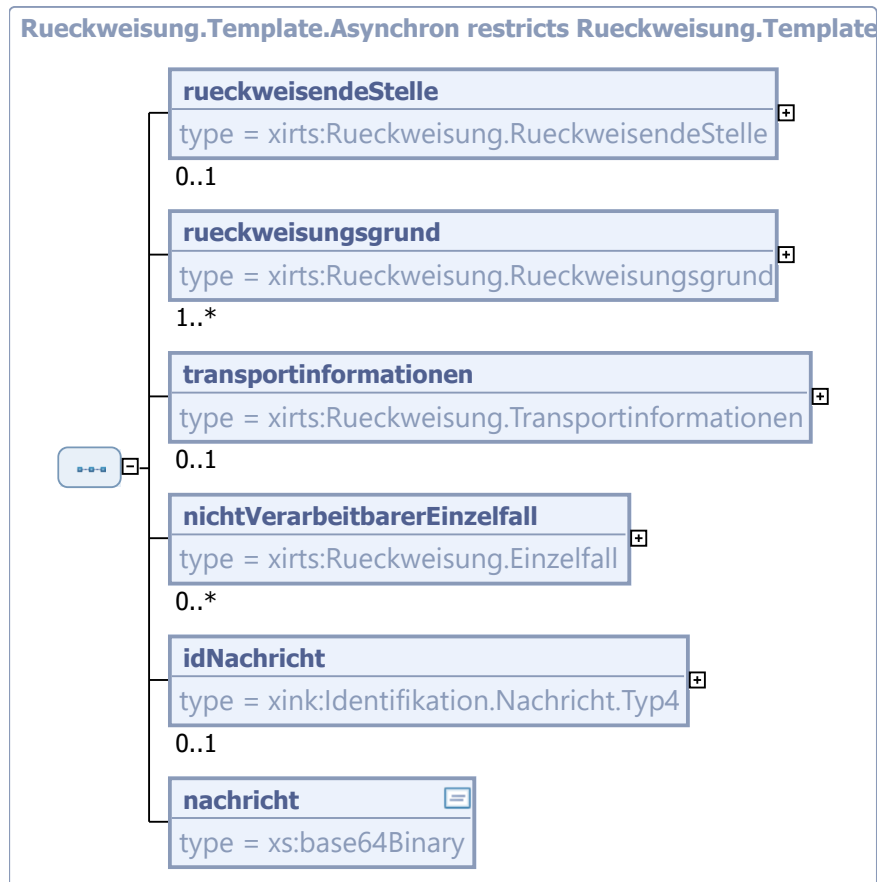 Rueckweisung.Template.Asynchron restricts Rueckweisung.Template
rueckweisendeStelle
type = xirts:Rueckweisung.RueckweisendeStelle
0..1
rueckweisungsgrund
type = xirts:Rueckweisung.Rueckweisungsgrund
1..*
transportinformationen
type = xirts:Rueckweisung.Transportinformationen
0..1
nichtVerarbeitbarerEinzelfall
type = xirts:Rueckweisung.Einzelfall
0..*
idNachricht
type = xink:Identifikation.Nachricht.Typ4
0..1
nachricht
type = xs:base64Binary